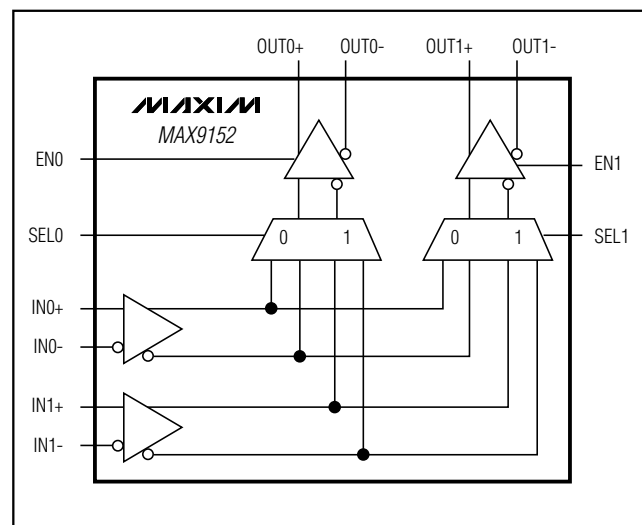 OUT0+ OUT0- OUT1+ OUT1-
MAXIM
MAX9152
EN0 EN1
0 1 0 1
SEL0 SEL1
IN0+
IN0-
IN1+
IN1-